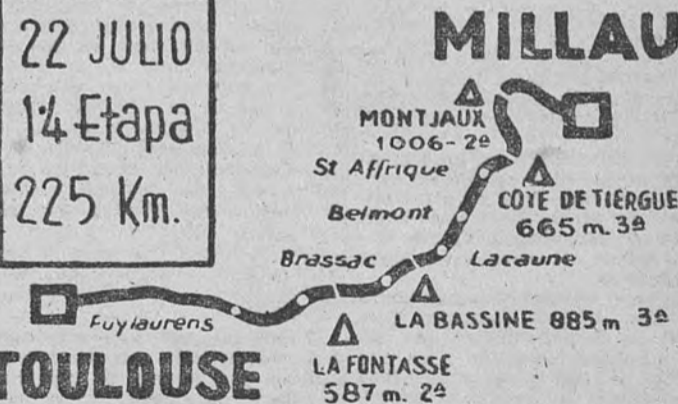 22 JULIO
14 Etapa
225 Km.
MILLAU
MONTJAUX
1006-2ª
St Affrique
COTE DE TIERGUE
665 m. 3ª
Belmont
Brassac
Lacaune
Fuylaurens
LA BASSINE 885 m 3ª
TOULOUSE
LA FONTASSE
587 m. 2ª